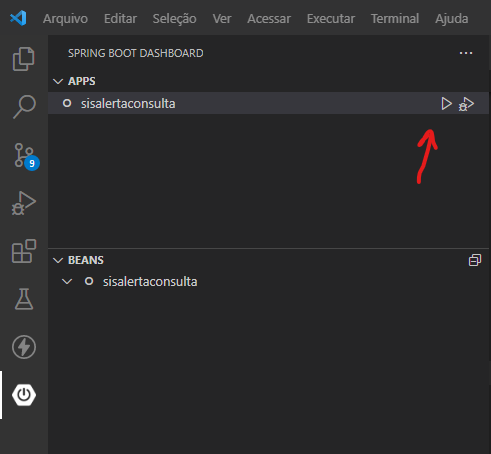 Arquivo Editar Seleção Ver Acessar Executar Terminal Ajuda
SPRING BOOT DASHBOARD
APPS
sisalertaconsulta
9
BEANS
sisalertaconsulta